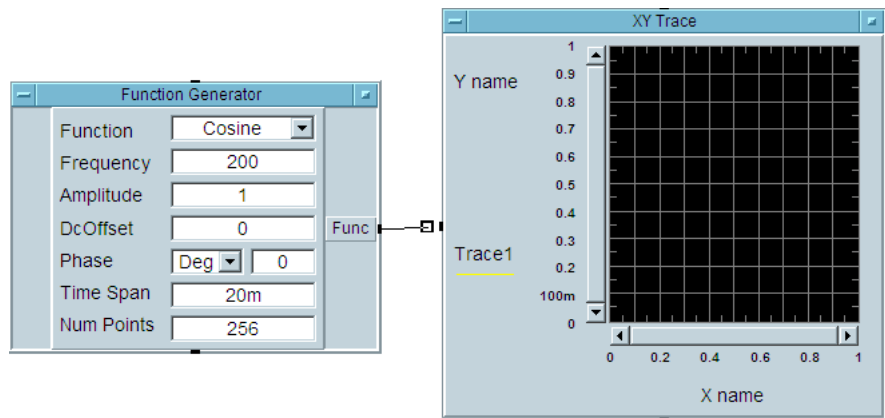 Function Generator
Function
Cosine
Frequency
200
Amplitude
1
DcOffset
0
Phase
Deg
0
Time Span
20m
Num Points
256
Func
XY Trace
Y name
Trace1
1
0.9
0.8
0.7
0.6
0.5
0.4
0.3
0.2
100m
0
0 0.2 0.4 0.6 0.8 1
X name